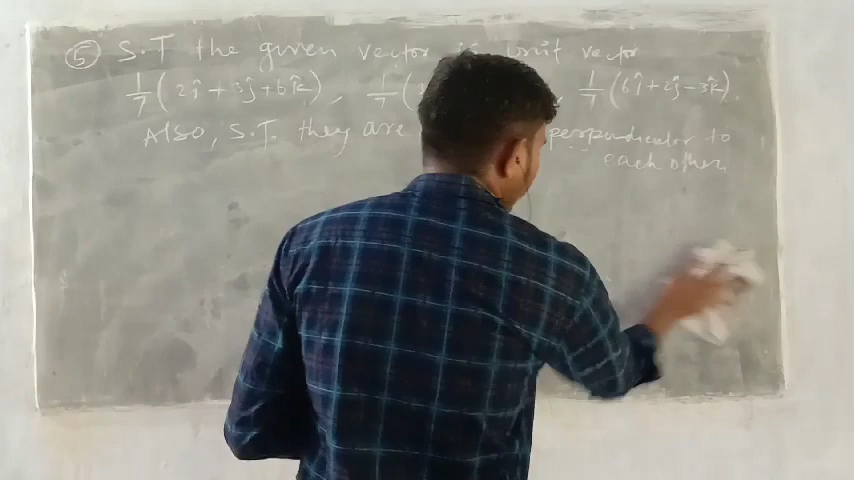 ⑤ S.T the given vector is unit vector
1/7 (2î + 3ĵ + 6k̂), 1/7 ( , 1/7 (6î + 2ĵ - 3k̂).
Also, S.T. they are perpendicular to
each other.